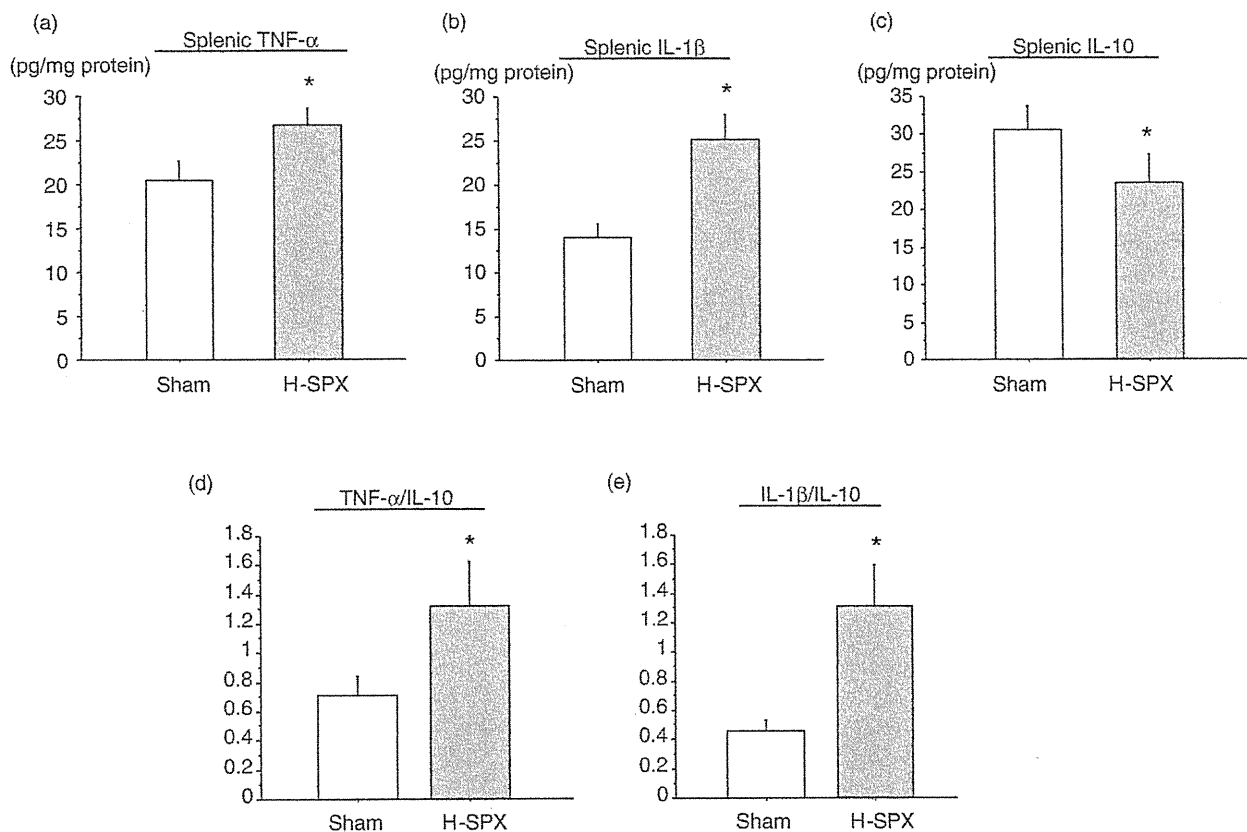 (a)
Splenic TNF-α
(pg/mg protein)
*
30
25
20
15
10
5
0
Sham H-SPX
(b)
Splenic IL-1β
(pg/mg protein)
*
30
25
20
15
10
5
0
Sham H-SPX
(c)
Splenic IL-10
(pg/mg protein)
35
*
30
25
20
15
10
5
0
Sham H-SPX
(d)
TNF-α/IL-10
1.8
*
1.6
1.4
1.2
1
0.8
0.6
0.4
0.2
0
Sham H-SPX
(e)
IL-1β/IL-10
1.8
*
1.6
1.4
1.2
1
0.8
0.6
0.4
0.2
0
Sham H-SPX